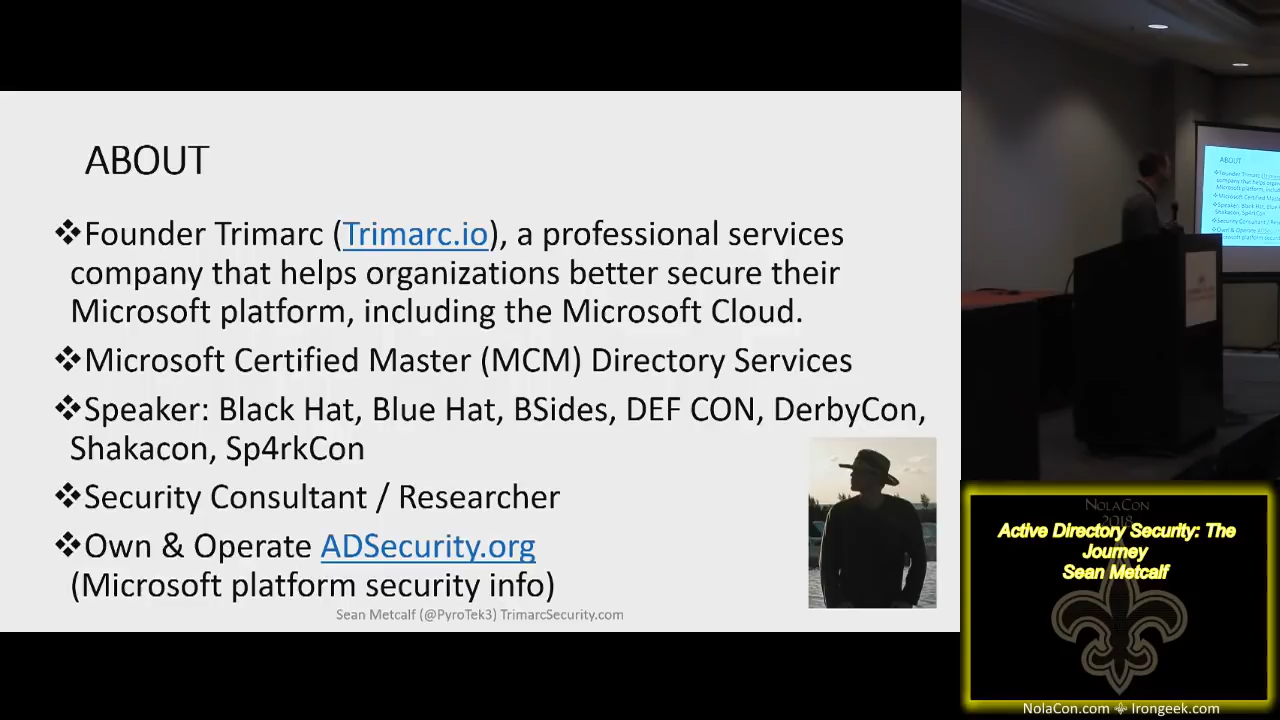 ABOUT
❖Founder Trimarc (Trimarc.io), a professional services
company that helps organizations better secure their
Microsoft platform, including the Microsoft Cloud.
❖Microsoft Certified Master (MCM) Directory Services
❖Speaker: Black Hat, Blue Hat, BSides, DEF CON, DerbyCon,
Shakacon, Sp4rkCon
❖Security Consultant / Researcher
❖Own & Operate ADSecurity.org
(Microsoft platform security info)
Sean Metcalf (@PyroTek3) TrimarcSecurity.com
ABOUT
NOLACON
2018
Active Directory Security: The
Journey
Sean Metcalf
NolaCon.com ⚜ Irongeek.com